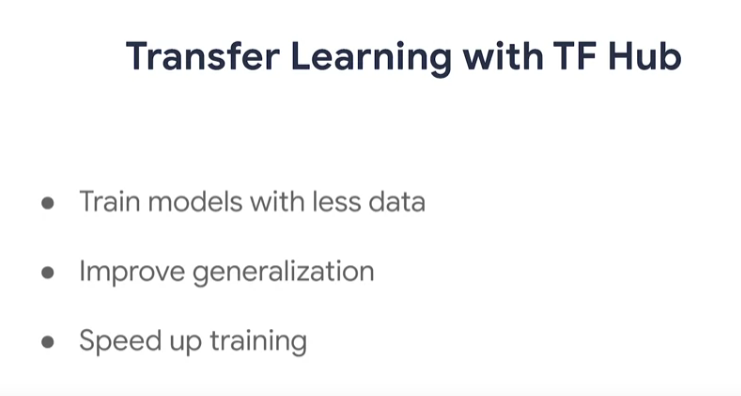 Transfer Learning with TF Hub
● Train models with less data
● Improve generalization
● Speed up training